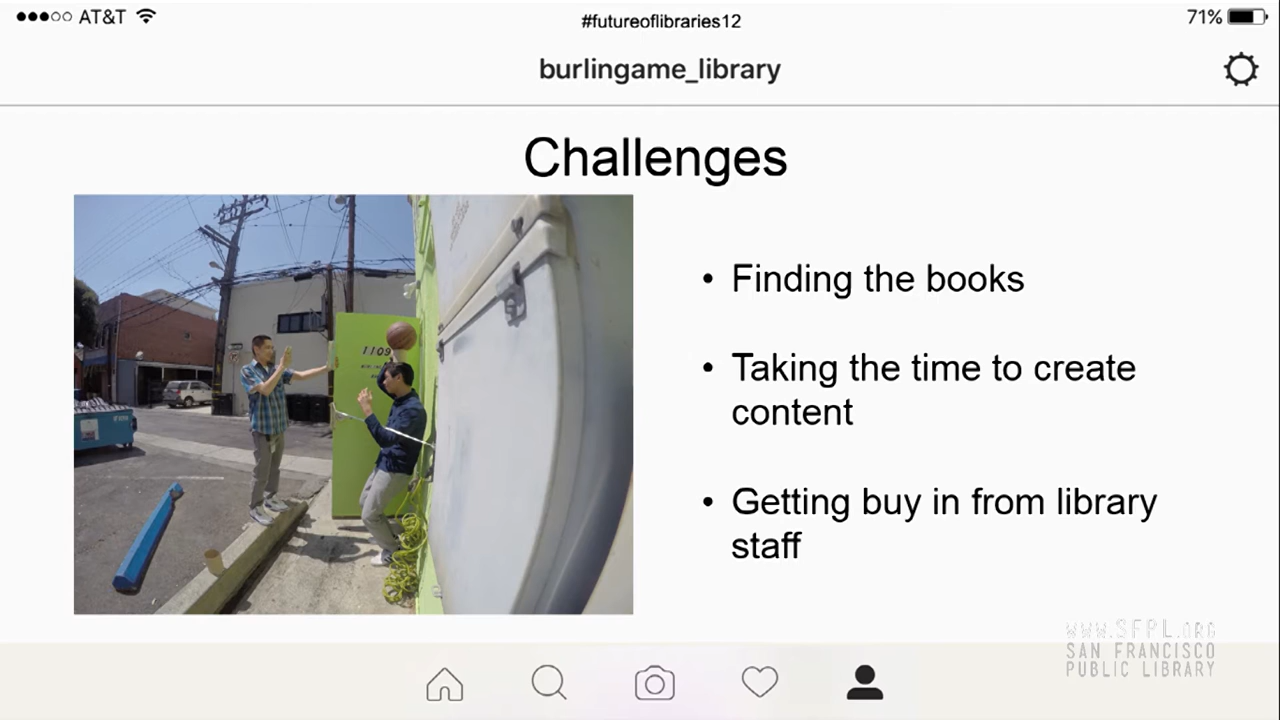 AT&T
#futureoflibraries12
71%
burlingame_library
Challenges
1109
• Finding the books
• Taking the time to create
content
• Getting buy in from library
staff
WWW.SFPL.ORG
SAN FRANCISCO
PUBLIC LIBRARY